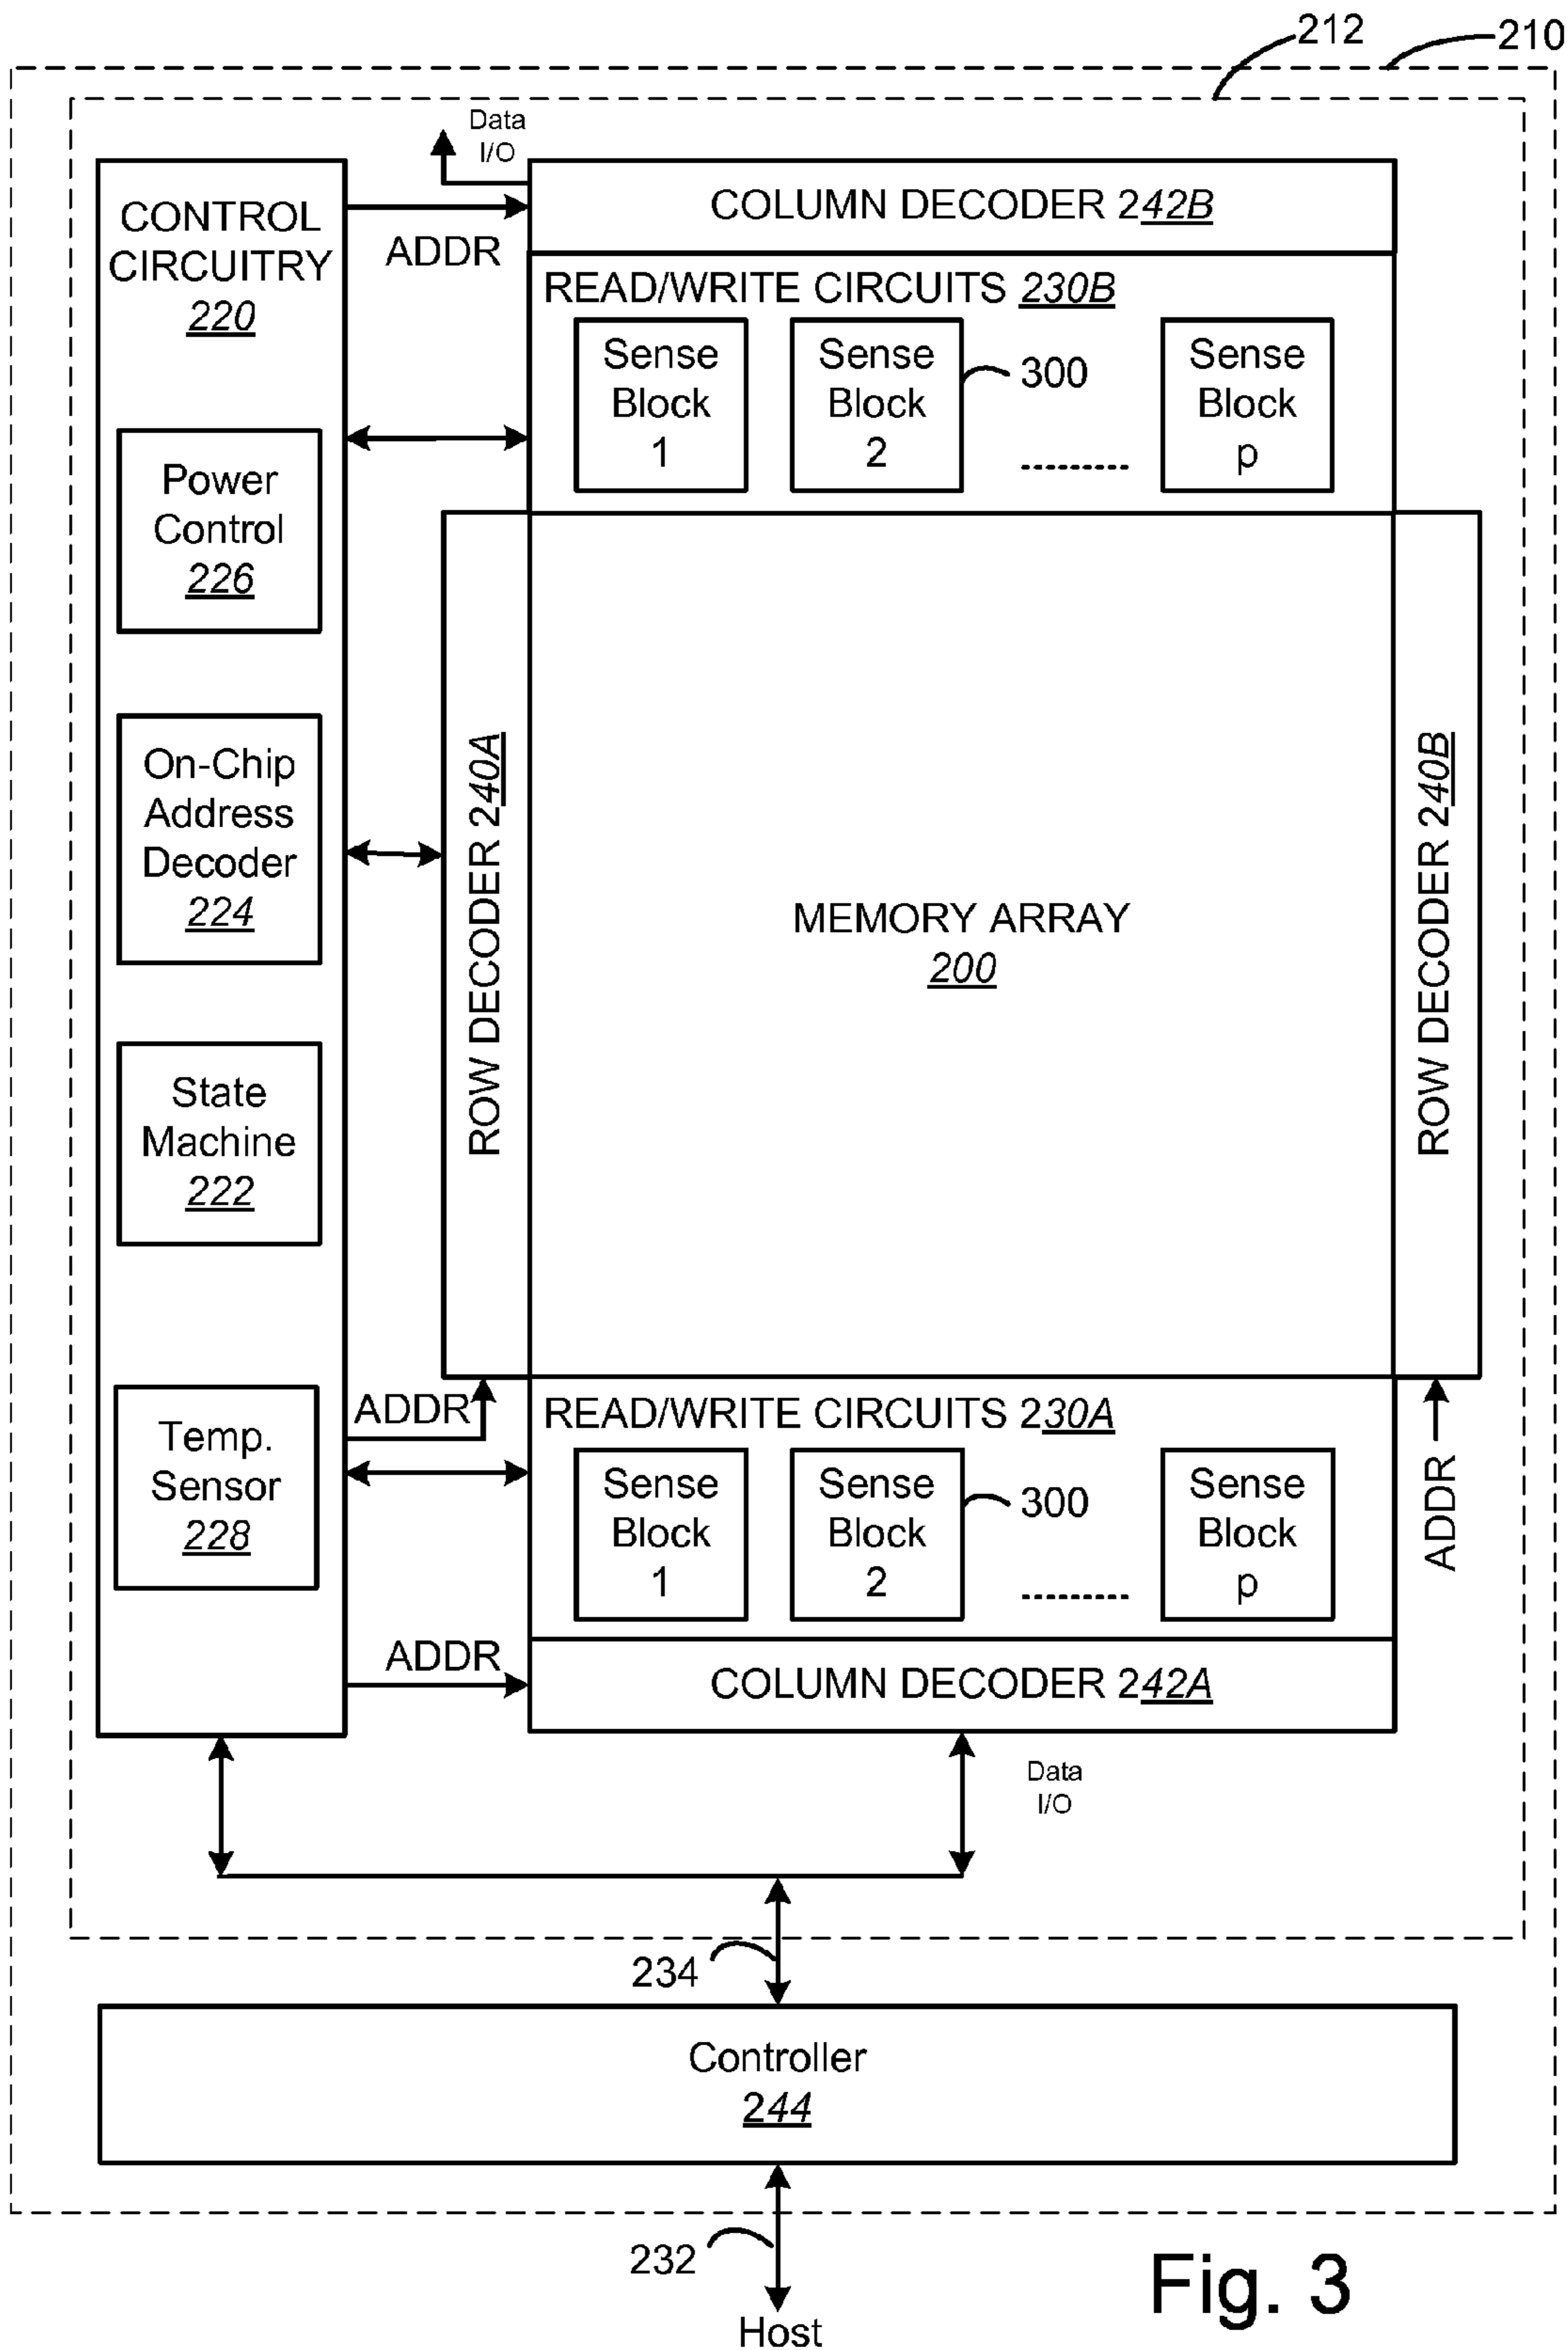 212
210
Data
I/O
CONTROL
CIRCUITRY
220
ADDR
COLUMN DECODER 242B
READ/WRITE CIRCUITS 230B
Sense
Block
1
Sense
Block
2
300
.........
Sense
Block
p
Power
Control
226
On-Chip
Address
Decoder
224
State
Machine
222
Temp.
Sensor
228
ROW DECODER 240A
MEMORY ARRAY
200
ROW DECODER 240B
ADDR
READ/WRITE CIRCUITS 230A
Sense
Block
1
Sense
Block
2
300
.........
Sense
Block
p
ADDR
ADDR
COLUMN DECODER 242A
Data
I/O
234
Controller
244
232
Host
Fig. 3